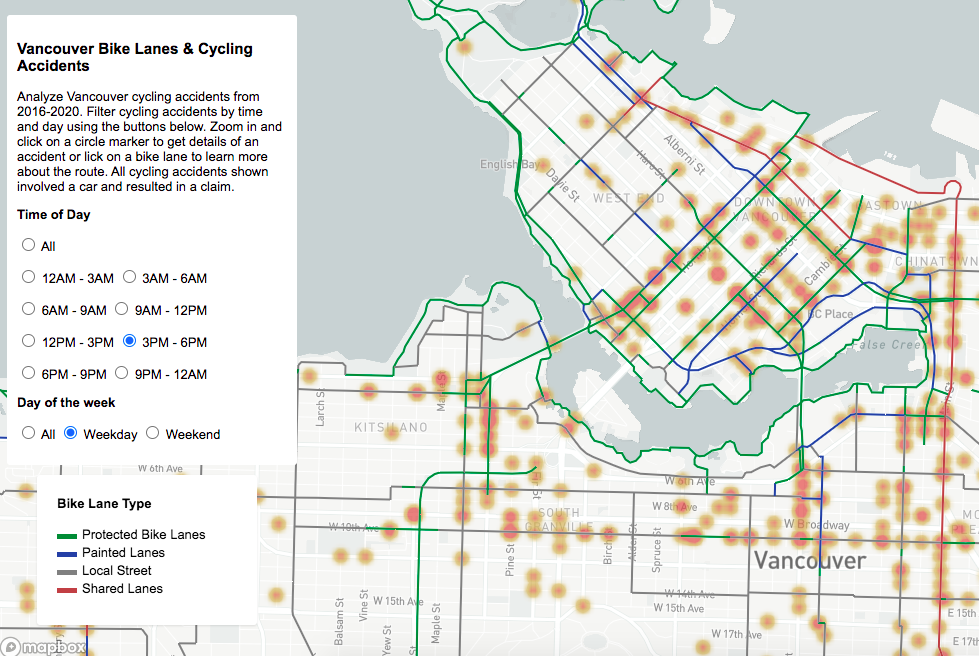 Vancouver Bike Lanes & Cycling
Accidents
Analyze Vancouver cycling accidents from
2016-2020. Filter cycling accidents by time
and day using the buttons below. Zoom in and
click on a circle marker to get details of an
accident or lick on a bike lane to learn more
about the route. All cycling accidents shown
involved a car and resulted in a claim.
Time of Day
All
12AM - 3AM 3AM - 6AM
6AM - 9AM 9AM - 12PM
12PM - 3PM 3PM - 6PM
6PM - 9PM 9PM - 12AM
Day of the week
All Weekday Weekend
Bike Lane Type
Protected Bike Lanes
Painted Lanes
Local Street
Shared Lanes
English Bay
Davie St
Haro St
Alberni St
WEST END
DOWNTOWN
VANCOUVER
GASTOWN
CHINATOWN
Richards St
Cambie St
BC Place
False Creek
Larch St
Maple St
KITSILANO
W 6th Ave
W 6th Ave
Fir St
W 8th Ave
SOUTH
GRANVILLE
W 10th Ave
W Broadway
Vancouver
Pine St
Birch St
Alder St
Spruce St
W 14th Ave
W 15th Ave
W 15th Ave
Balsam St
Vine St
Yew St
Maple St
W 17th Ave
E 15th
E 17th
mapbox